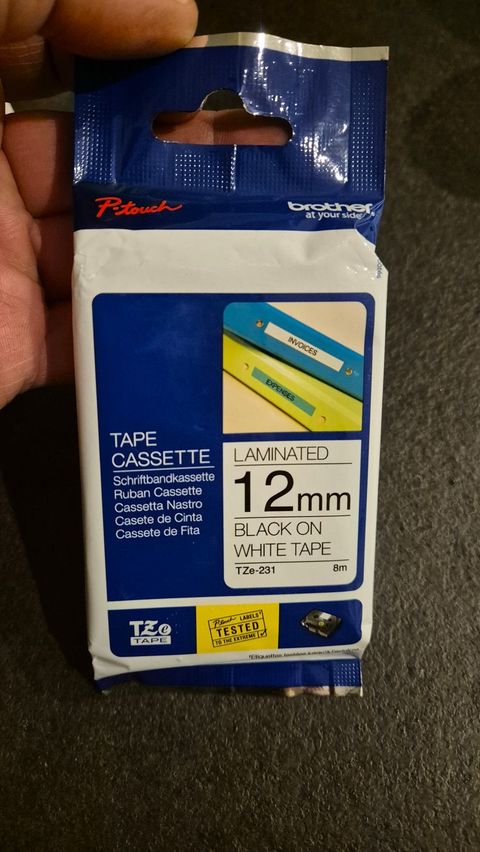 P-touch
brother
at your side
INVOICES
EXPENSES
TAPE
CASSETTE
Schriftbandkassette
Ruban Cassette
Cassetta Nastro
Casete de Cinta
Cassete de Fita
LAMINATED
12mm
BLACK ON
WHITE TAPE
TZe-231 8m
TZe
TAPE
P-touch LABELS
TESTED
TO THE EXTREME